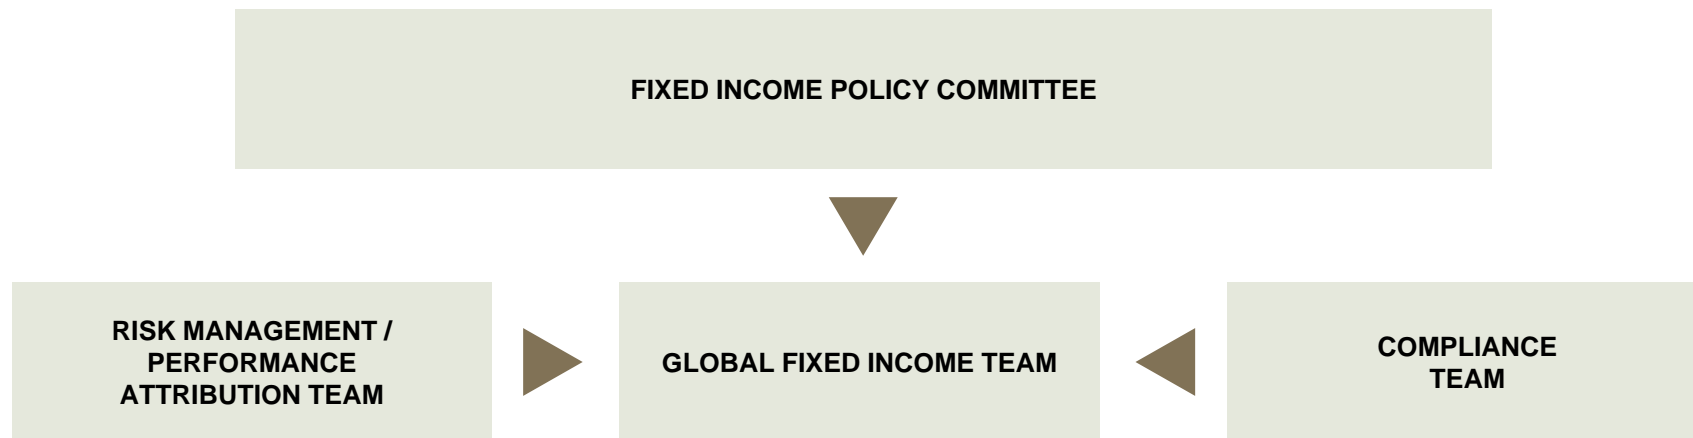 FIXED INCOME POLICY COMMITTEE
RISK MANAGEMENT /
PERFORMANCE
ATTRIBUTION TEAM
GLOBAL FIXED INCOME TEAM
COMPLIANCE
TEAM